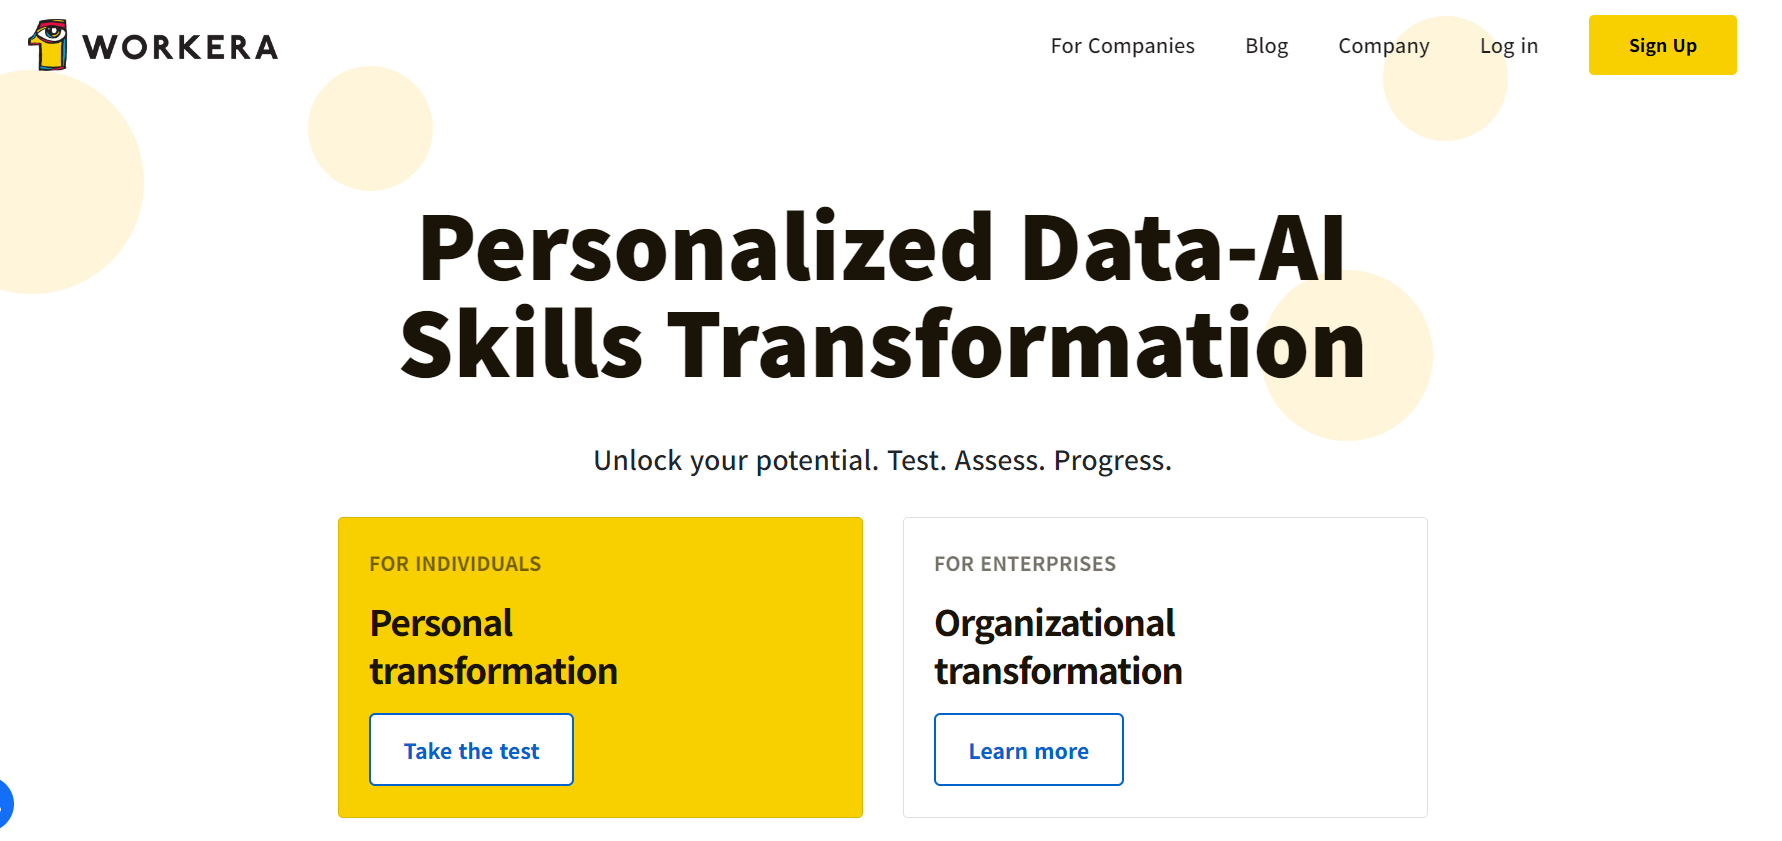 WORKERA
For Companies
Blog
Company
Log in
Sign Up
Personalized Data-AI
Skills Transformation
Unlock your potential. Test. Assess. Progress.
FOR INDIVIDUALS
Personal
transformation
Take the test
FOR ENTERPRISES
Organizational
transformation
Learn more